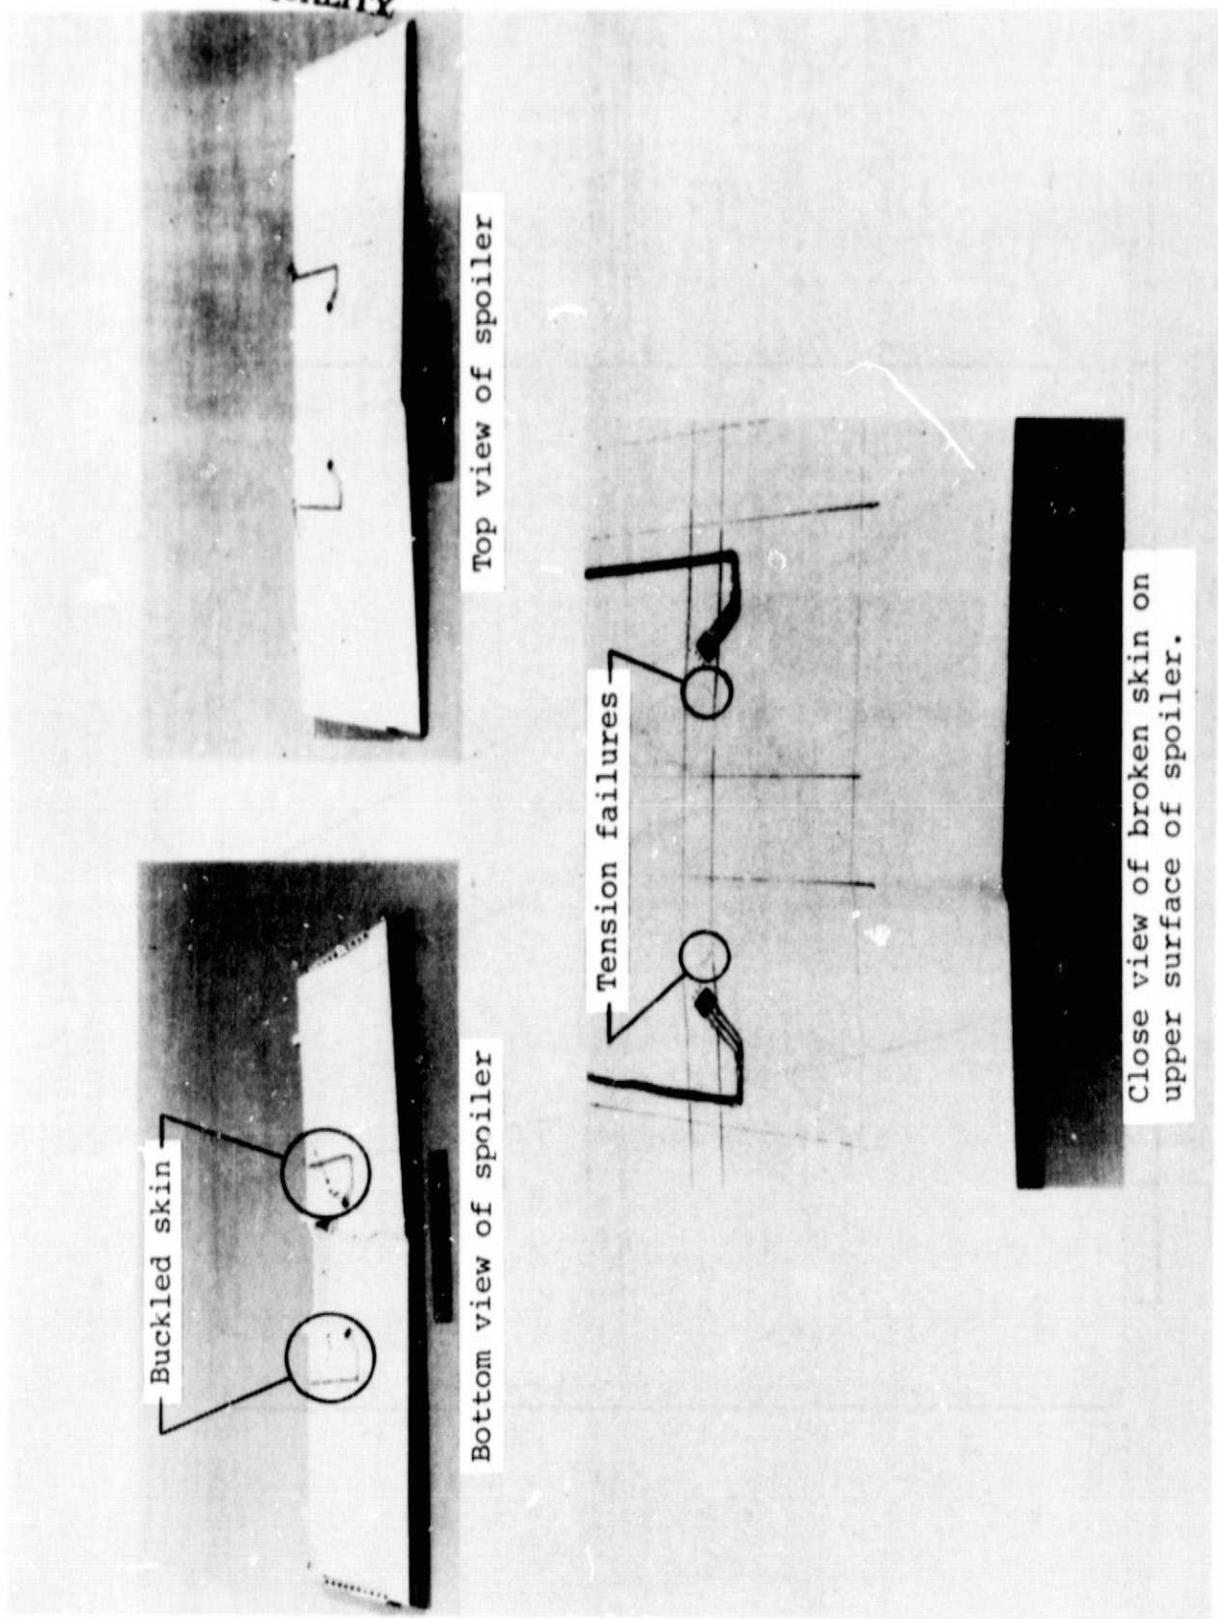 Buckled skin
Bottom view of spoiler
Top view of spoiler
Tension failures
Close view of broken skin on
upper surface of spoiler.